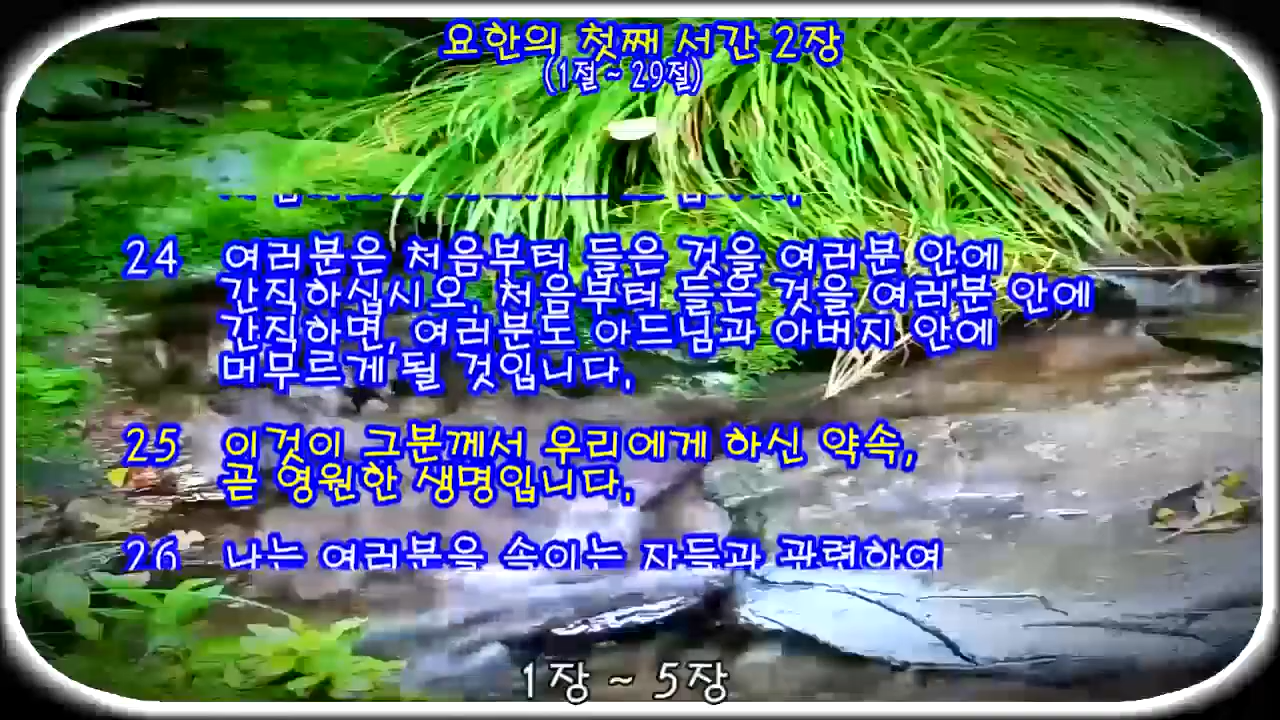 요한의 첫째 서간 2장
(1절 ~ 29절)
24 여러분은 처음부터 들은 것을 여러분 안에
간직하십시오. 처음부터 들은 것을 여러분 안에
간직하면, 여러분도 아드님과 아버지 안에
머무르게 될 것입니다.
25 이것이 그분께서 우리에게 하신 약속,
곧 영원한 생명입니다.
26 나는 여러분을 속이는 자들과 관련하여
1장 ~ 5장